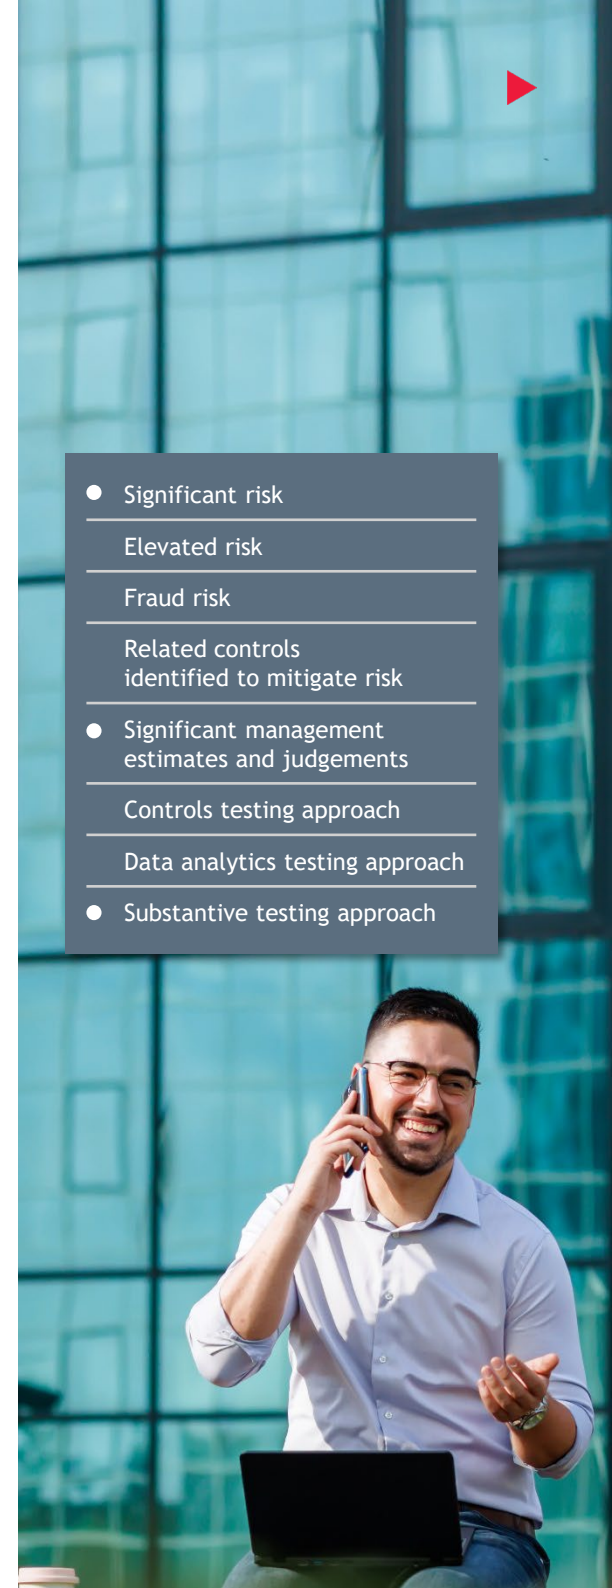 Significant risk
Elevated risk
Fraud risk
Related controls
identified to mitigate risk
Significant management
estimates and judgements
Controls testing approach
Data analytics testing approach
Substantive testing approach